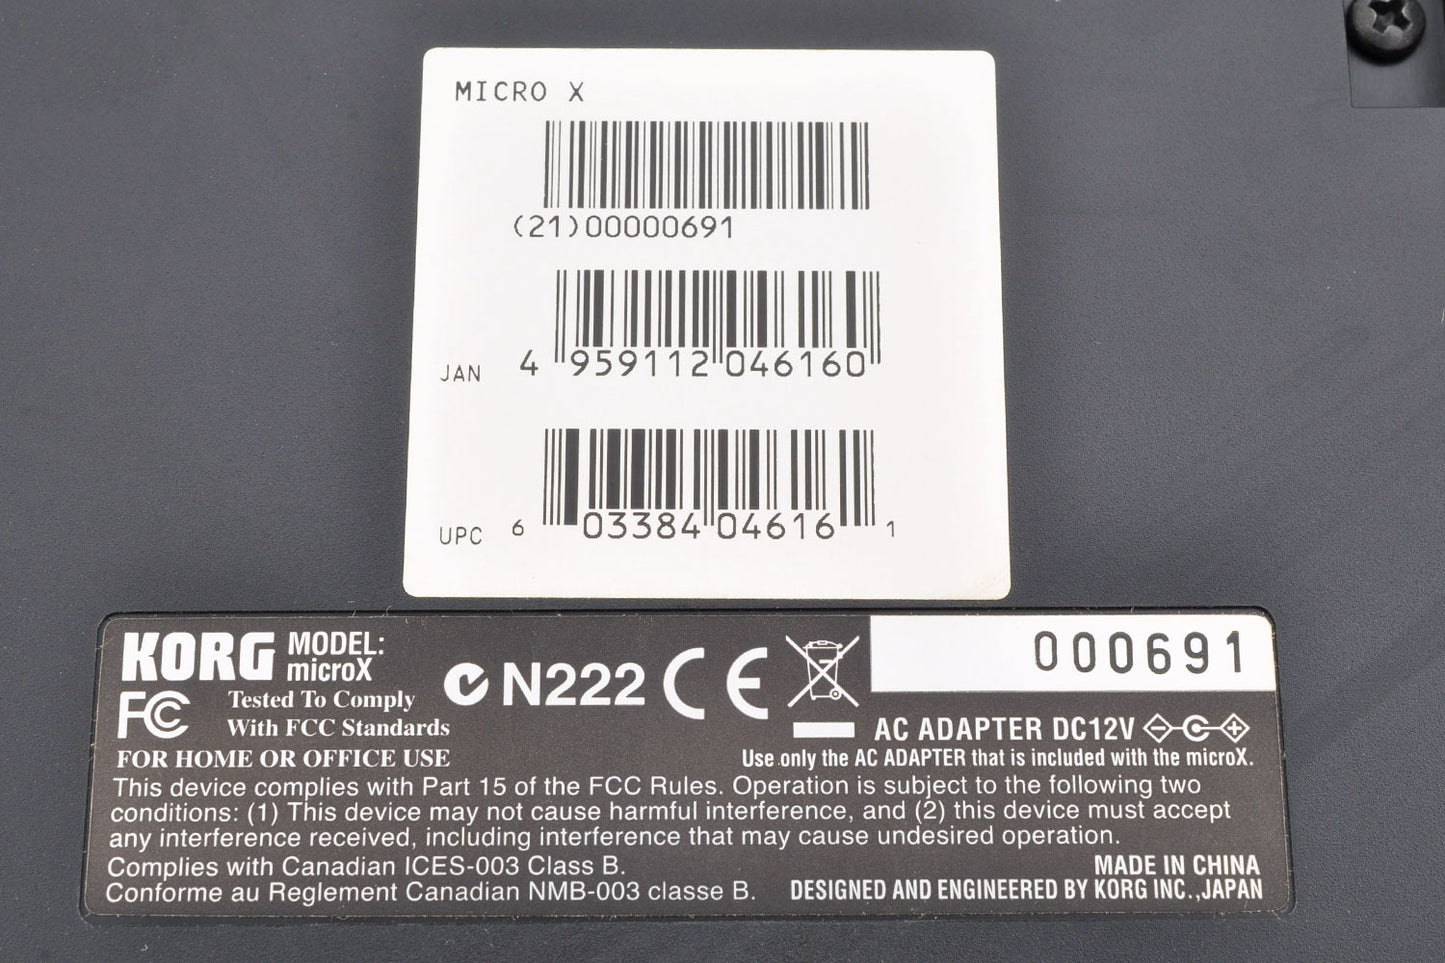 MICRO X
(21)00000691
JAN 4 959112 046160
UPC 6 03384 04616 1
KORG MODEL: microX
FC Tested To Comply
With FCC Standards
N222 CE
000691
AC ADAPTER DC12V
FOR HOME OR OFFICE USE
Use only the AC ADAPTER that is included with the microX.
This device complies with Part 15 of the FCC Rules. Operation is subject to the following two
conditions: (1) This device may not cause harmful interference, and (2) this device must accept
any interference received, including interference that may cause undesired operation.
Complies with Canadian ICES-003 Class B.
Conforme au Reglement Canadian NMB-003 classe B.
MADE IN CHINA
DESIGNED AND ENGINEERED BY KORG INC.,JAPAN